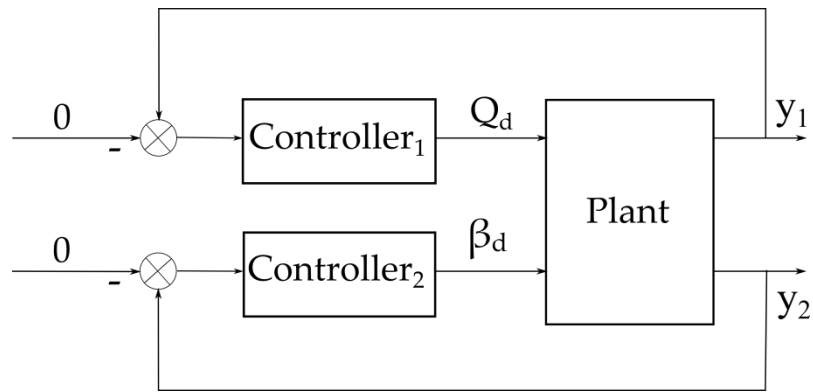 0
-
Controller₁
Q_d
y₁
Plant
0
-
Controller₂
β_d
y₂